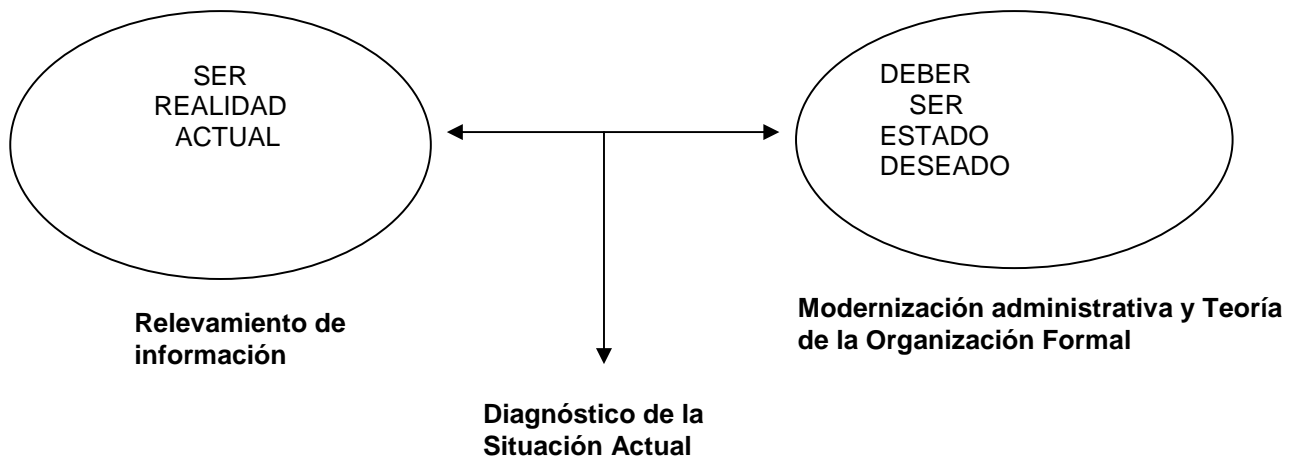 SER
REALIDAD
ACTUAL
DEBER
SER
ESTADO
DESEADO
Relevamiento de
información
Modernización administrativa y Teoría
de la Organización Formal
Diagnóstico de la
Situación Actual